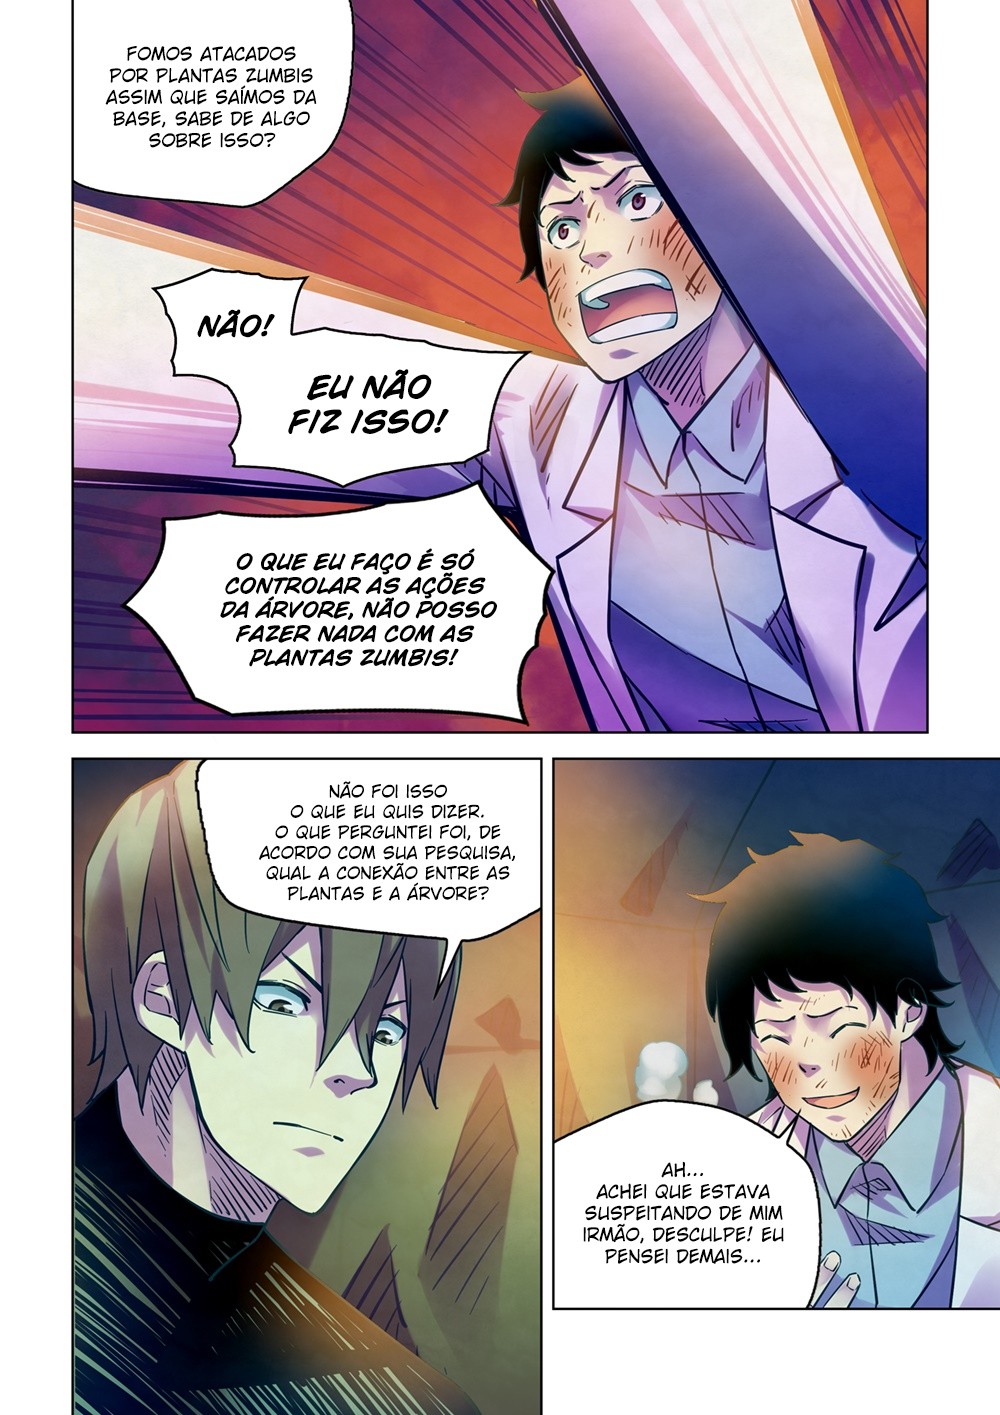 FOMOS ATACADOS
POR PLANTAS ZUMBIS
ASSIM QUE SAÍMOS DA
BASE, SABE DE ALGO
SOBRE ISSO?
NÃO!
EU NÃO
FIZ ISSO!
O QUE EU FAÇO É SÓ
CONTROLAR AS AÇÕES
DA ÁRVORE, NÃO POSSO
FAZER NADA COM AS
PLANTAS ZUMBIS!
NÃO FOI ISSO
O QUE EU QUIS DIZER.
O QUE PERGUNTEI FOI, DE
ACORDO COM SUA PESQUISA,
QUAL A CONEXÃO ENTRE AS
PLANTAS E A ÁRVORE?
AH...
ACHEI QUE ESTAVA
SUSPEITANDO DE MIM
IRMÃO, DESCULPE! EU
PENSEI DEMAIS...